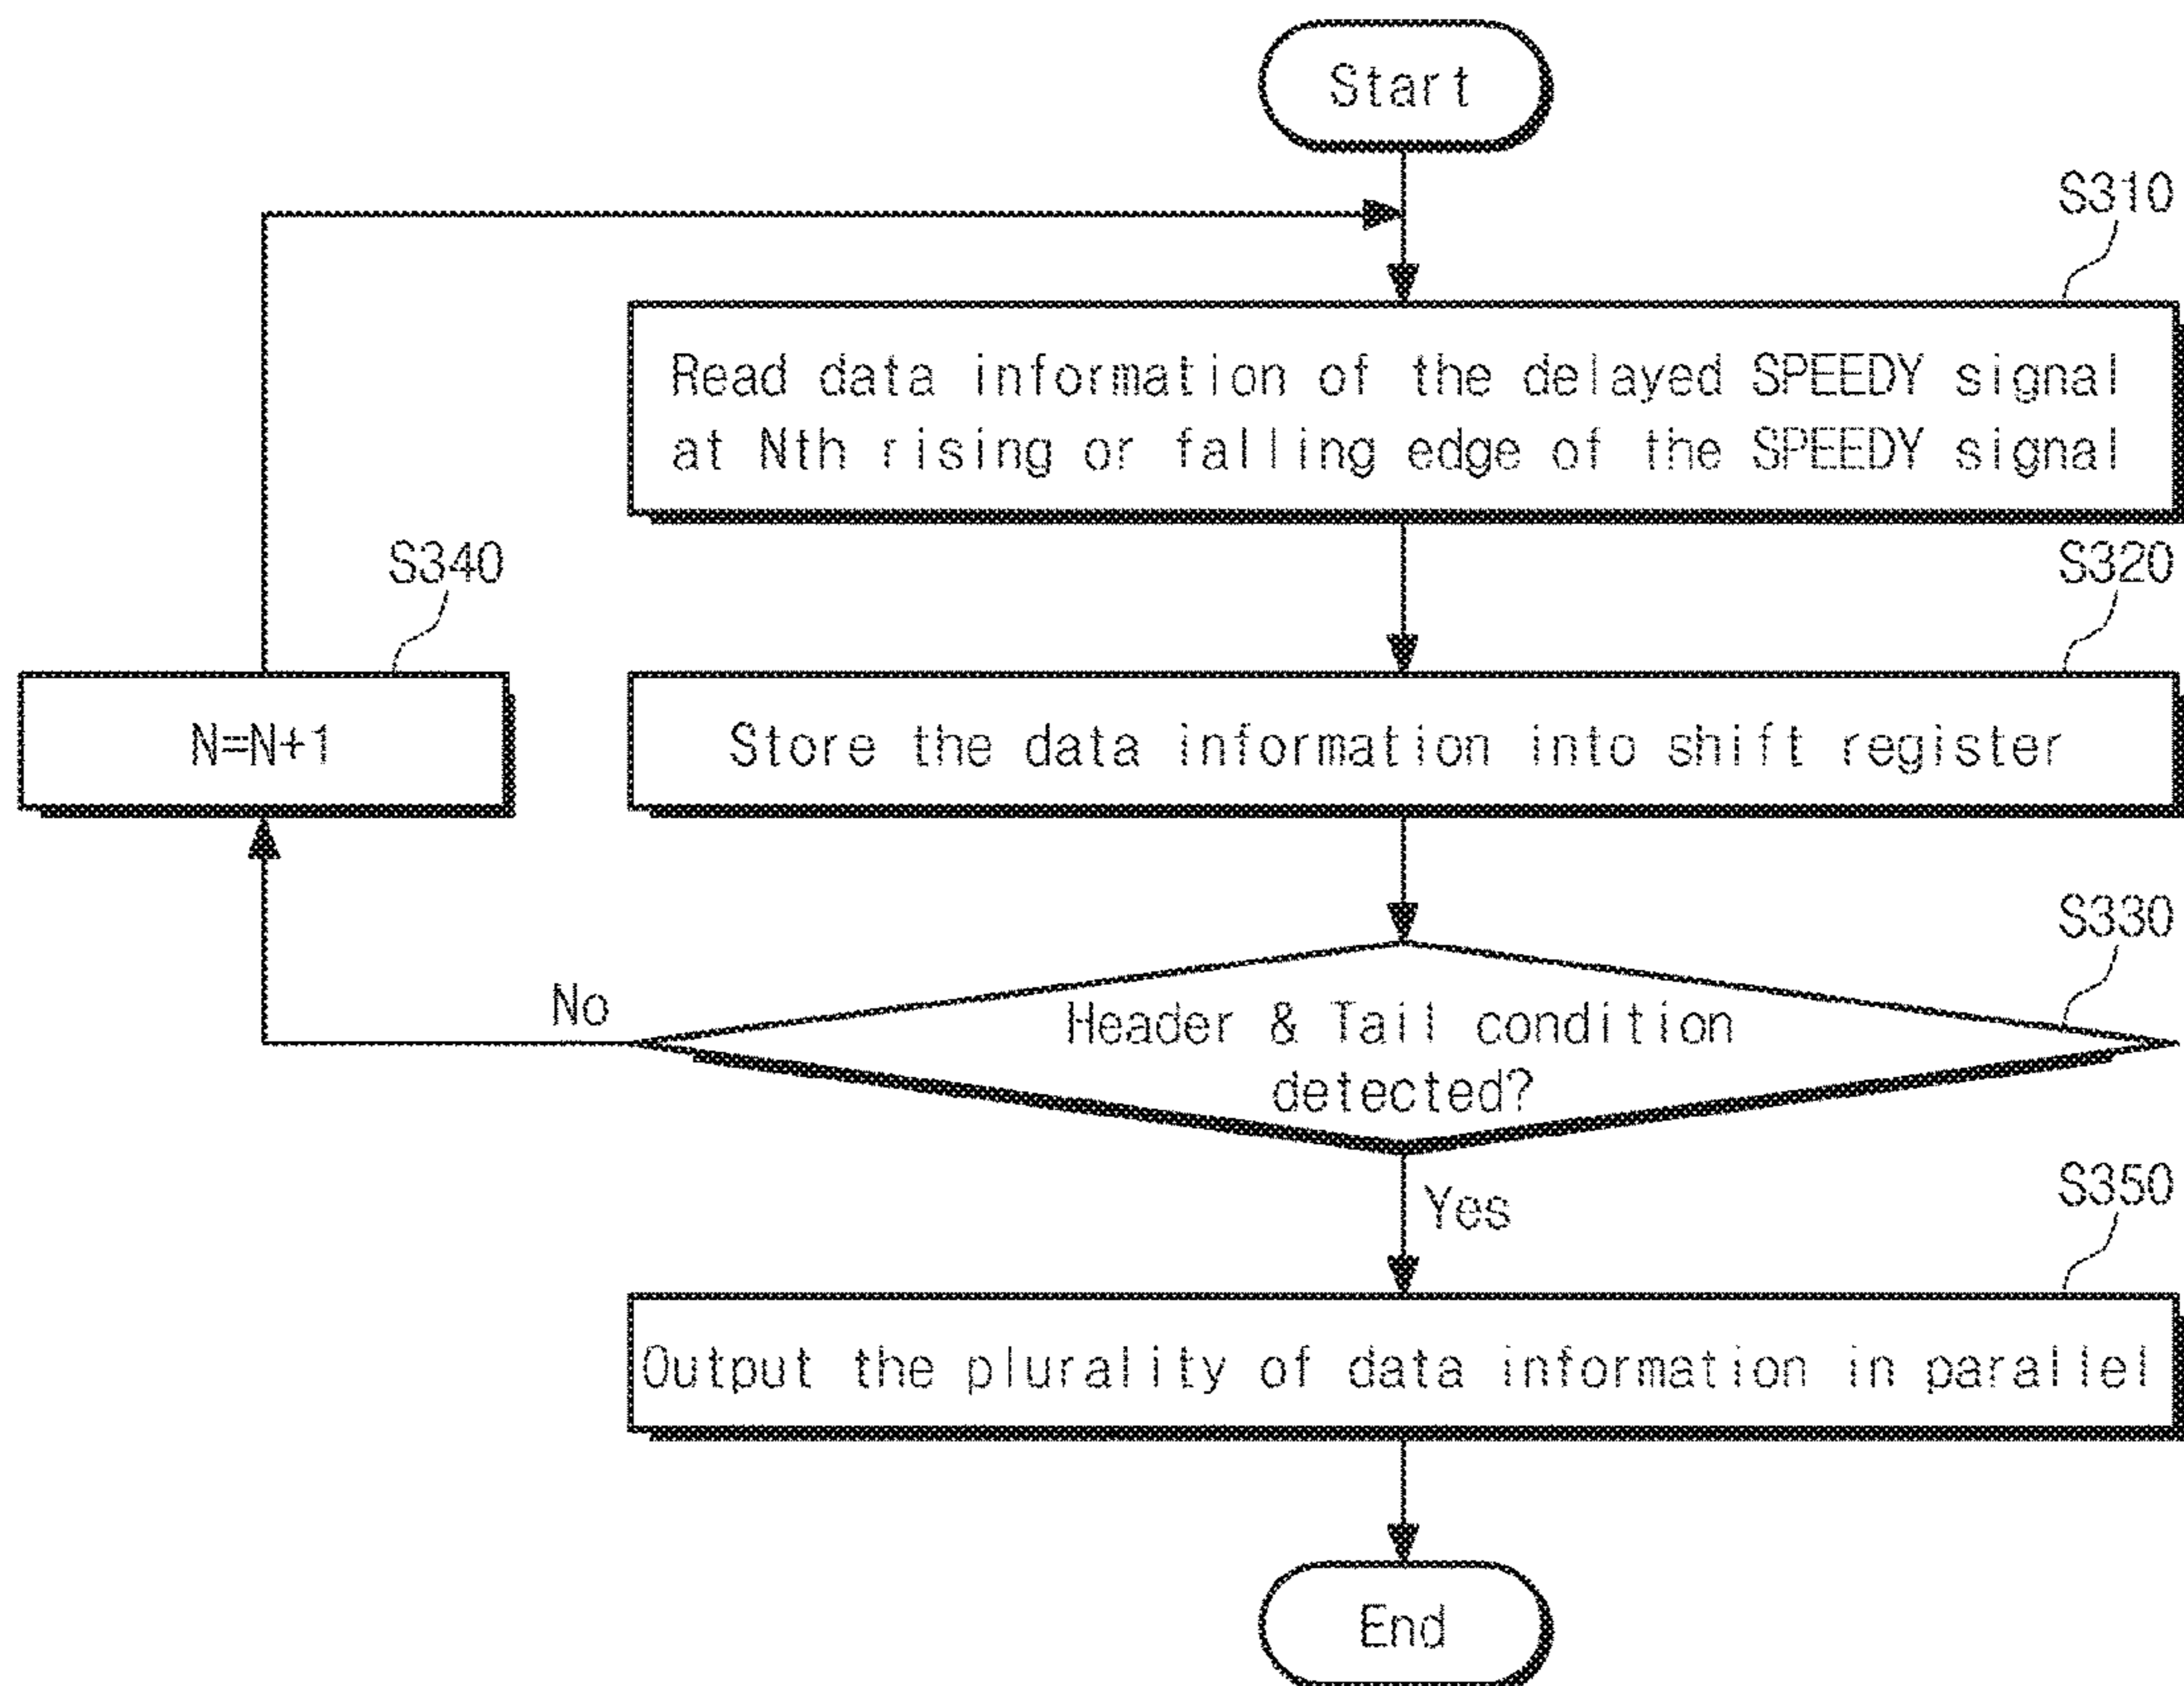 Start
S310
Read data information of the delayed SPEEDY signal
at Nth rising or falling edge of the SPEEDY signal
S340
S320
N=N+1
Store the data information into shift register
S330
No
Header & Tail condition
detected?
Yes
S350
Output the plurality of data information in parallel
End